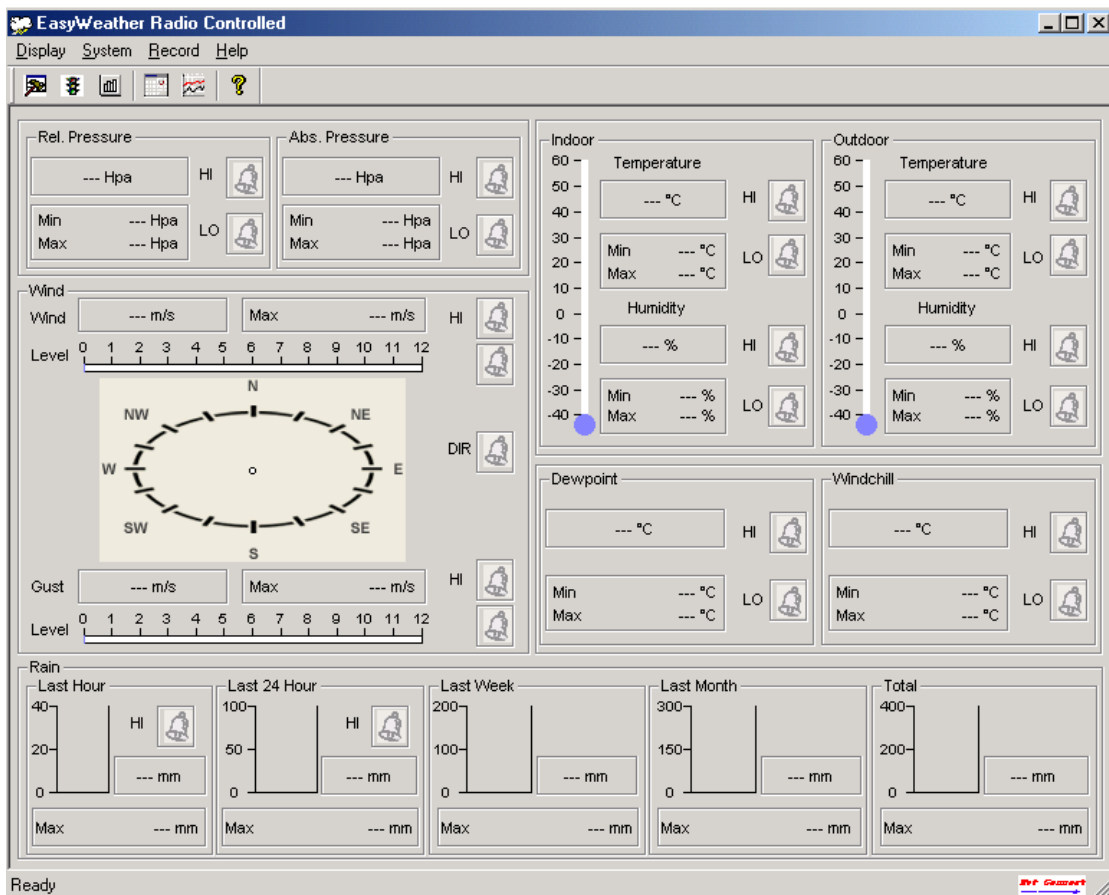 EasyWeather Radio Controlled
Display System Record Help
Rel. Pressure
--- Hpa HI
Min --- Hpa LO
Max --- Hpa
Abs. Pressure
--- Hpa HI
Min --- Hpa LO
Max --- Hpa
Wind
Wind --- m/s Max --- m/s HI
Level 0 1 2 3 4 5 6 7 8 9 10 11 12
N
NW NE
W E DIR
SW SE
S
Gust --- m/s Max --- m/s HI
Level 0 1 2 3 4 5 6 7 8 9 10 11 12
Indoor
60
50
40
30
20
10
0
-10
-20
-30
-40
Temperature
--- °C HI
Min --- °C LO
Max --- °C
Humidity
--- % HI
Min --- % LO
Max --- %
Outdoor
60
50
40
30
20
10
0
-10
-20
-30
-40
Temperature
--- °C HI
Min --- °C LO
Max --- °C
Humidity
--- % HI
Min --- % LO
Max --- %
Dewpoint
--- °C HI
Min --- °C LO
Max --- °C
Windchill
--- °C HI
Min --- °C LO
Max --- °C
Rain
Last Hour
40
20
0
HI
--- mm
Max --- mm
Last 24 Hour
100
50
0
HI
--- mm
Max --- mm
Last Week
200
100
0
--- mm
Max --- mm
Last Month
300
150
0
--- mm
Max --- mm
Total
400
200
0
--- mm
Max --- mm
Ready